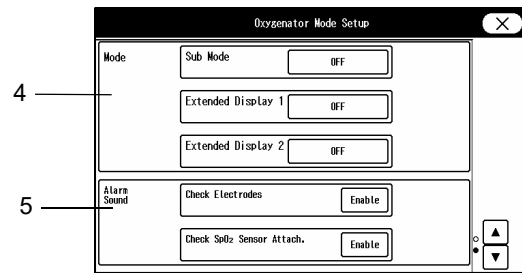 Oxygenator Mode Setup
Mode
Sub Mode
OFF
4
Extended Display 1
OFF
Extended Display 2
OFF
Alarm
Sound
Check Electrodes
Enable
5
Check SpO₂ Sensor Attach.
Enable